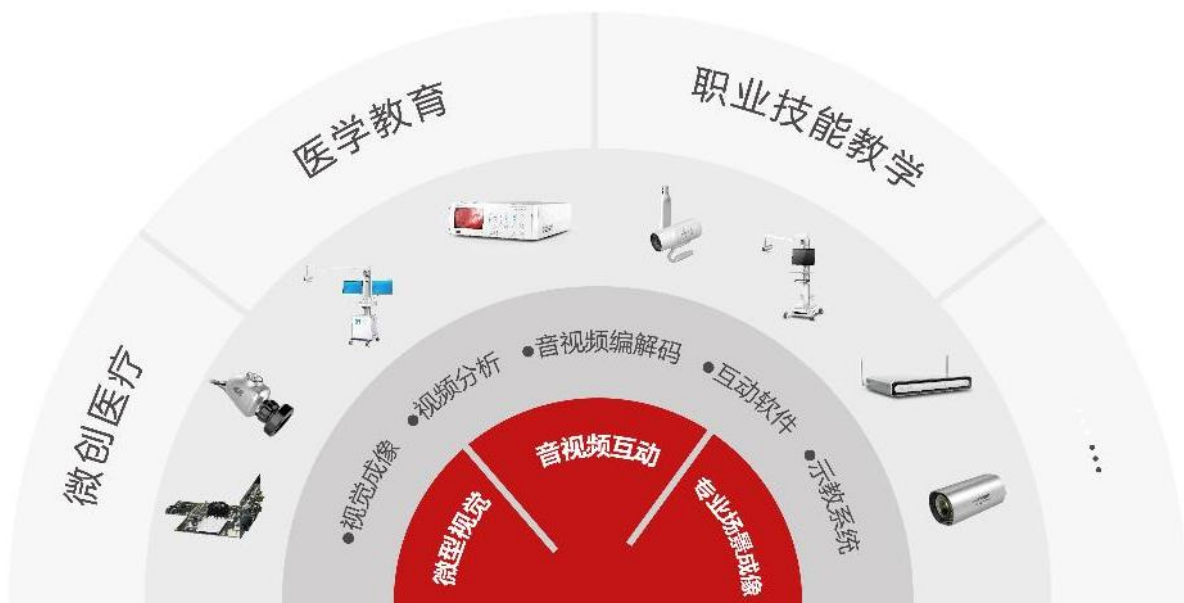 微创医疗
医学教育
职业技能教学
....
●视觉成像
●视频分析
●音视频编解码
●互动软件
●示教系统
微型视觉
音视频互动
专业场景成像